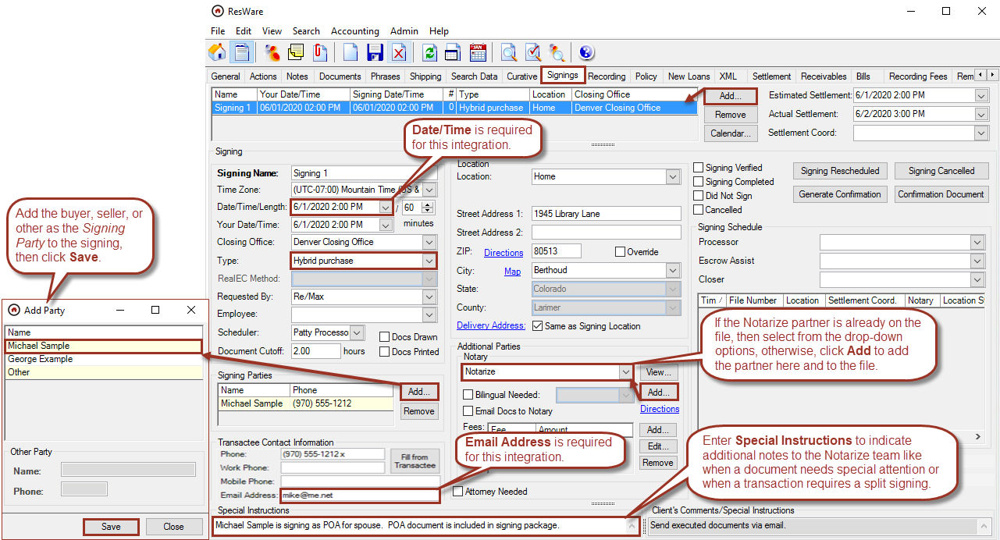 ResWare
File Edit View Search Accounting Admin Help
JAN
General Actions Notes Documents Phrases Shipping Search Data Curative Signings Recording Policy New Loans XML Settlement Receivables Bills Recording Fees Rem
Name Your Date/Time Signing Date/Time # Type Location Closing Office
Signing 1 06/01/2020 02:00 PM 06/01/2020 02:00 PM 0 Hybrid purchase Home Denver Closing Office
Add...
Remove
Calendar...
Estimated Settlement: 6/1/2020 2:00 PM
Actual Settlement: 6/2/2020 3:00 PM
Settlement Coord:
Date/Time is required
for this integration.
Signing
Signing Name: Signing 1
Time Zone: (UTC-07:00) Mountain Time (US &
Date/Time/Length: 6/1/2020 2:00 PM / 60
Your Date/Time: 6/1/2020 2:00 PM minutes
Closing Office: Denver Closing Office
Type: Hybrid purchase
RealEC Method:
Requested By: Re/Max
Employee:
Scheduler: Patty Processo
Docs Drawn
Document Cutoff: 2.00 hours
Docs Printed
Location
Location: Home
Street Address 1: 1945 Library Lane
Street Address 2:
ZIP: Directions 80513 Override
City: Map Berthoud
State: Colorado
County: Larimer
Delivery Address: Same as Signing Location
Signing Verified
Signing Completed
Did Not Sign
Cancelled
Signing Rescheduled Signing Cancelled
Generate Confirmation Confirmation Document
Signing Schedule
Processor
Escrow Assist
Closer
Tim / File Number Location Settlement Coord. Notary Location S
Add the buyer, seller, or
other as the Signing
Party to the signing,
then click Save.
Add Party
Name
Michael Sample
George Example
Other
Other Party
Name:
Phone:
Save Close
Signing Parties
Name Phone
Michael Sample (970) 555-1212
Add...
Remove
Transactee Contact Information
Phone: (970) 555-1212 x
Work Phone:
Mobile Phone:
Email Address: mike@me.net
Fill from
Transactee
Additional Parties
Notary
Notarize
View...
Add...
Directions
Bilingual Needed:
Email Docs to Notary
Fees: Fee Amount
Add...
Edit...
Remove
Attorney Needed
Email Address is required
for this integration.
If the Notarize partner is already on the
file, then select from the drop-down
options, otherwise, click Add to add
the partner here and to the file.
Enter Special Instructions to indicate
additional notes to the Notarize team like
when a document needs special attention or
when a transaction requires a split signing.
Special Instructions
Michael Sample is signing as POA for spouse. POA document is included in signing package.
Client's Comments/Special Instructions
Send executed documents via email.